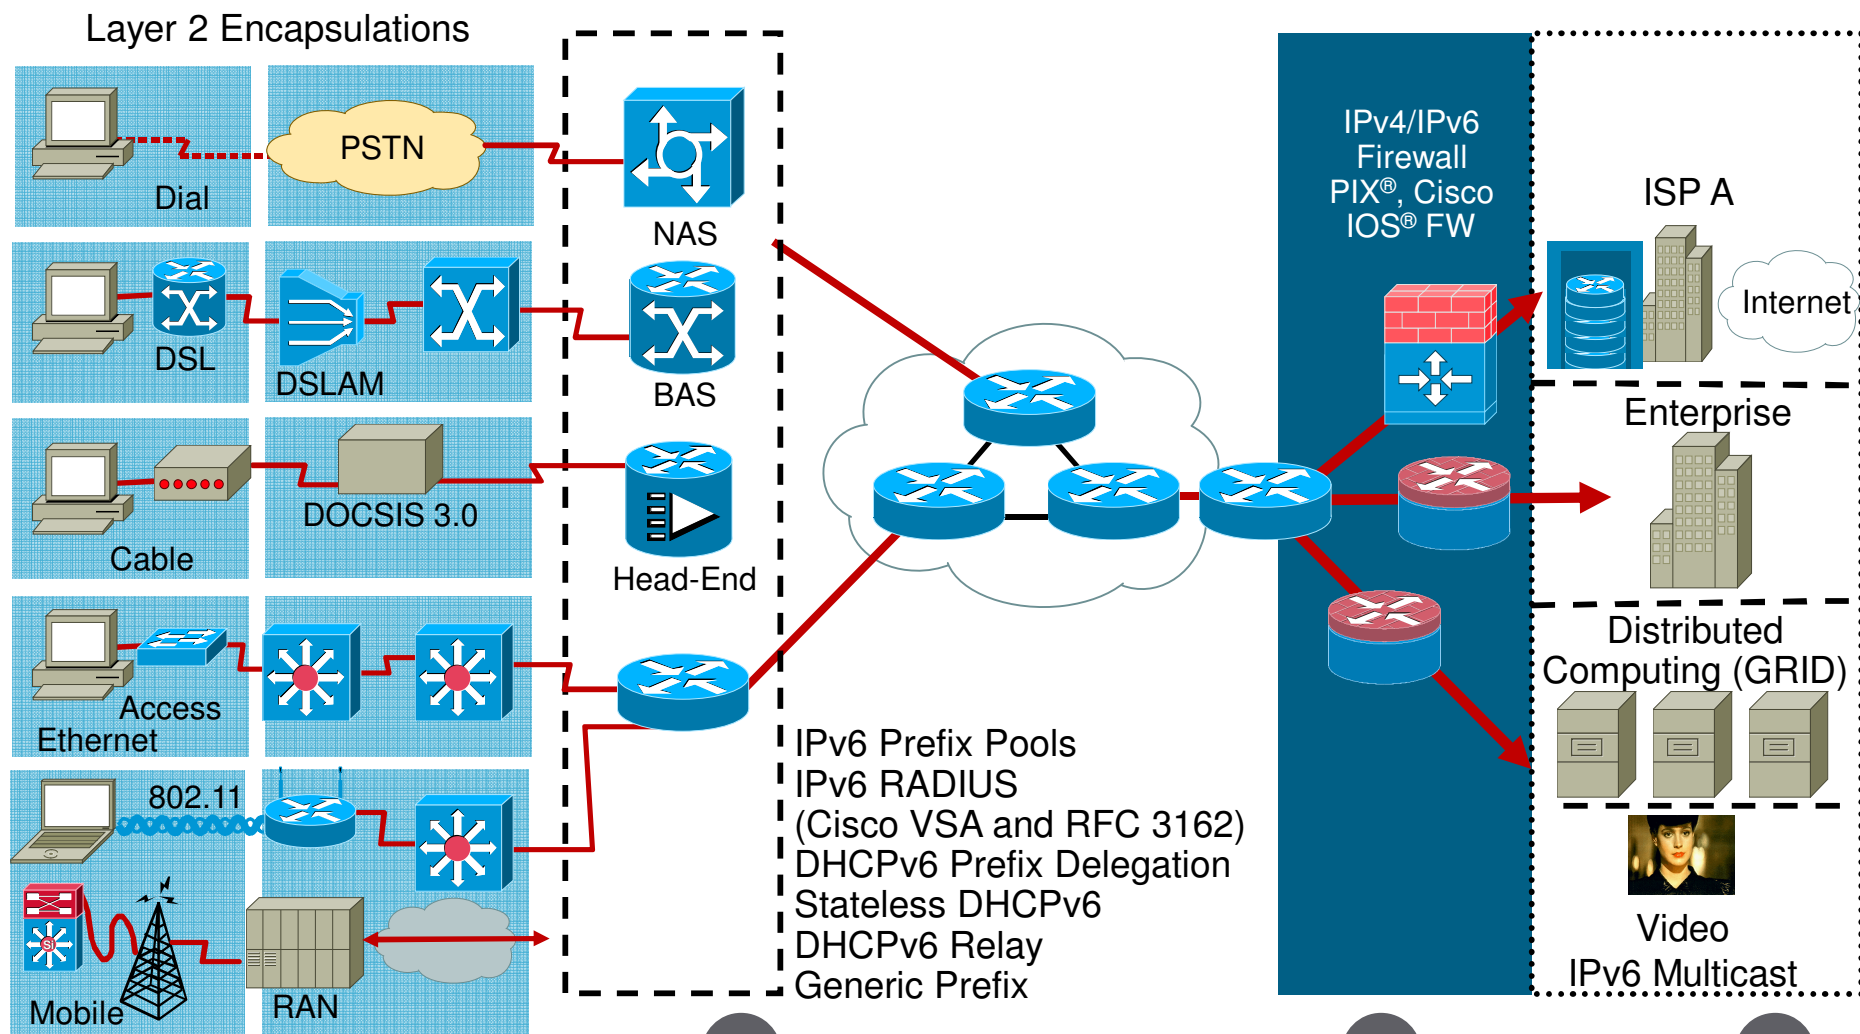 Layer 2 Encapsulations
Dial
PSTN
NAS
DSL
DSLAM
BAS
Cable
DOCSIS 3.0
Head-End
Access
Ethernet
802.11
Mobile
Si
RAN
IPv6 Prefix Pools
IPv6 RADIUS
(Cisco VSA and RFC 3162)
DHCPv6 Prefix Delegation
Stateless DHCPv6
DHCPv6 Relay
Generic Prefix
IPv4/IPv6
Firewall
PIX®, Cisco
IOS® FW
ISP A
Internet
Enterprise
Distributed
Computing (GRID)
Video
IPv6 Multicast